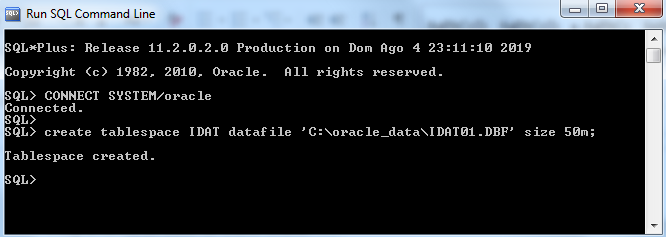 Run SQL Command Line
SQL*Plus: Release 11.2.0.2.0 Production on Dom Ago 4 23:11:10 2019
Copyright (c) 1982, 2010, Oracle.  All rights reserved.
SQL> CONNECT SYSTEM/oracle
Connected.
SQL>
SQL> create tablespace IDAT datafile 'C:\oracle_data\IDAT01.DBF' size 50m;
Tablespace created.
SQL>